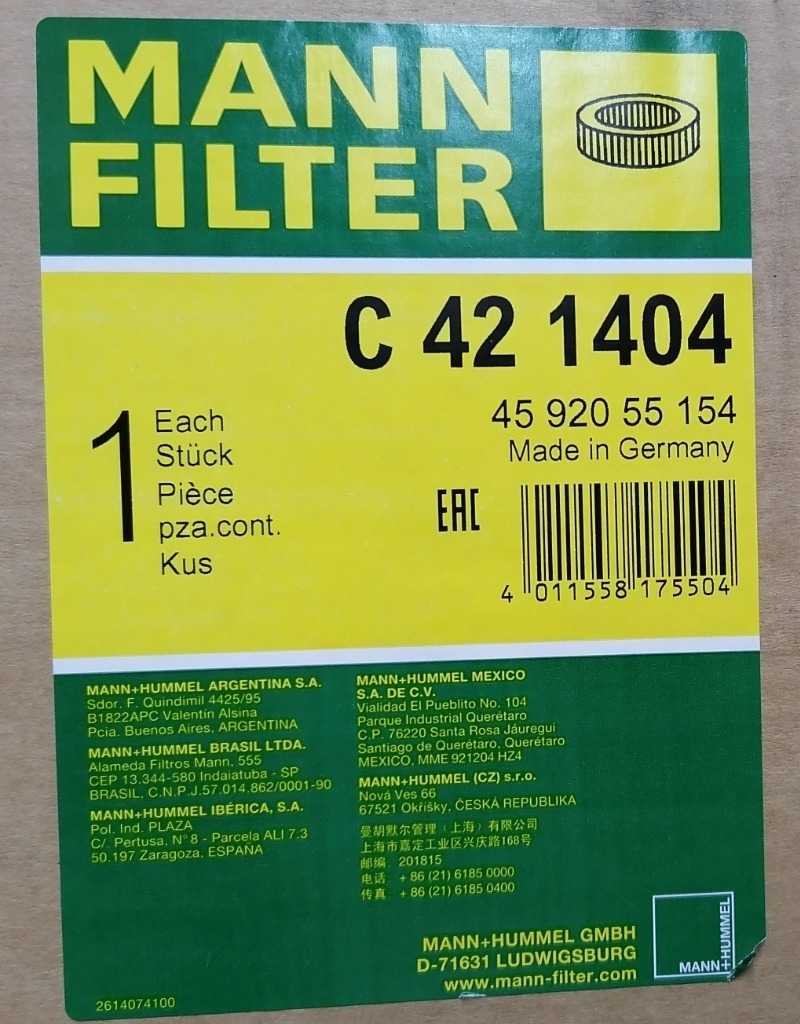 MANN
FILTER
C 42 1404
45 920 55 154
Made in Germany
1
Each
Stück
Pièce
pza.cont.
Kus
EAC
4 011558 175504
MANN+HUMMEL ARGENTINA S.A.
Sdor. F. Quindimil 4425/95
B1822APC Valentín Alsina
Pcia. Buenos Aires, ARGENTINA
MANN+HUMMEL BRASIL LTDA.
Alameda Filtros Mann, 555
CEP 13.344-580 Indaiatuba - SP
BRASIL, C.N.P.J.57.014.862/0001-90
MANN+HUMMEL IBÉRICA, S.A.
Pol. Ind. PLAZA
C/. Pertusa, N° 8 - Parcela ALI 7.3
50.197 Zaragoza, ESPAÑA
MANN+HUMMEL MEXICO
S.A. DE C.V.
Vialidad El Pueblito No. 104
Parque Industrial Querétaro
C.P. 76220 Santa Rosa Jáuregui
Santiago de Querétaro, Querétaro
MEXICO, MME 921204 HZ4
MANN+HUMMEL (CZ) s.r.o.
Nová Ves 66
67521 Okříšky, ČESKÁ REPUBLIKA
曼胡默尔管理（上海）有限公司
上海市嘉定工业区兴庆路168号
邮编: 201815
电话: + 86 (21) 6185 0000
传真: + 86 (21) 6185 0400
MANN+HUMMEL GMBH
D-71631 LUDWIGSBURG
www.mann-filter.com
MANN+HUMMEL
2614074100